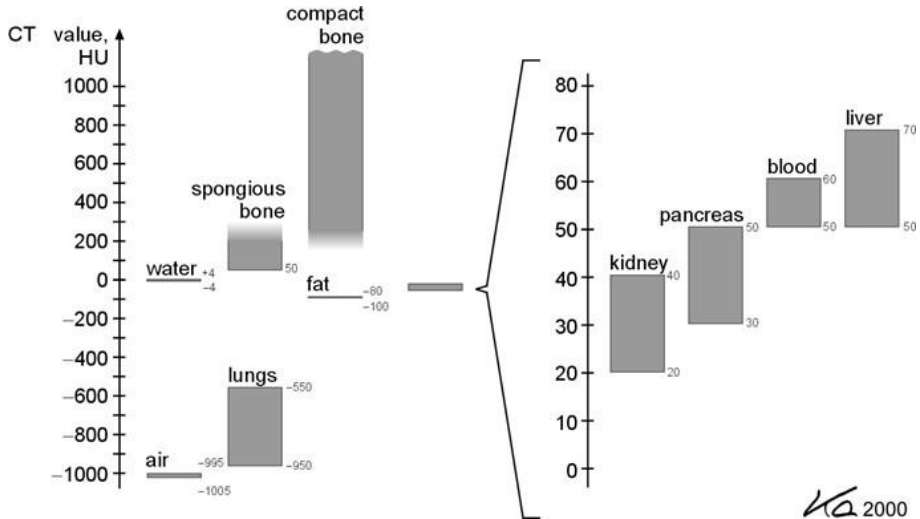 CT value,
HU
1000
800
600
400
200
0
−200
−400
−600
−800
−1000
water
+4
−4
air
−995
−1005
spongious
bone
50
lungs
−550
−950
compact
bone
fat
−80
−100
80
70
60
50
40
30
20
10
0
kidney
40
20
pancreas
50
30
blood
60
50
liver
70
50
2000